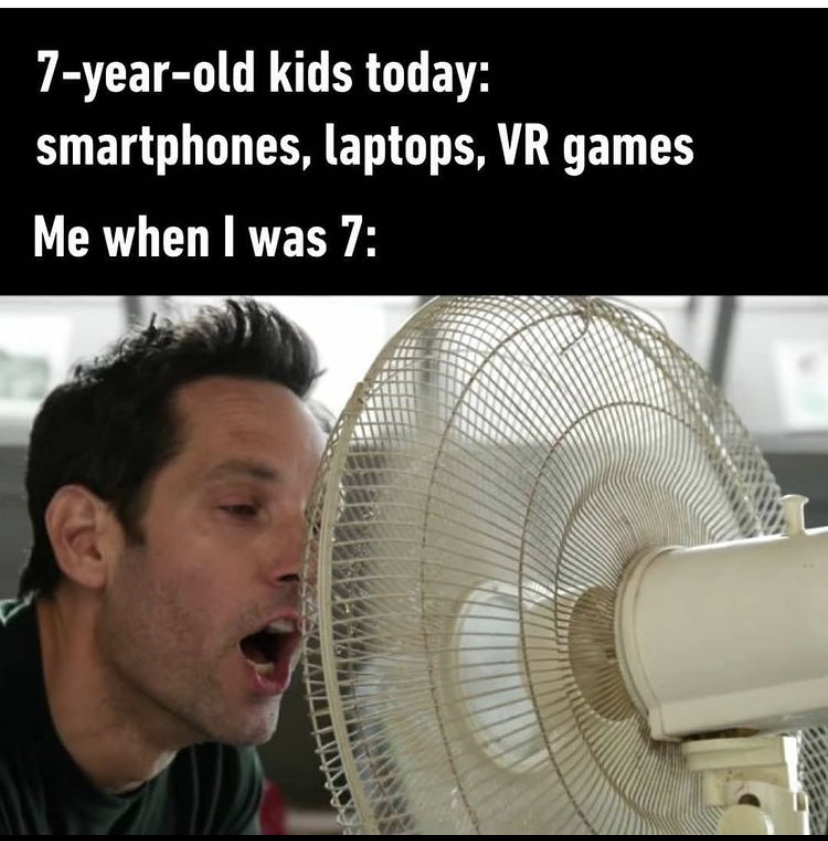 7-year-old kids today:
smartphones, laptops, VR games
Me when I was 7: